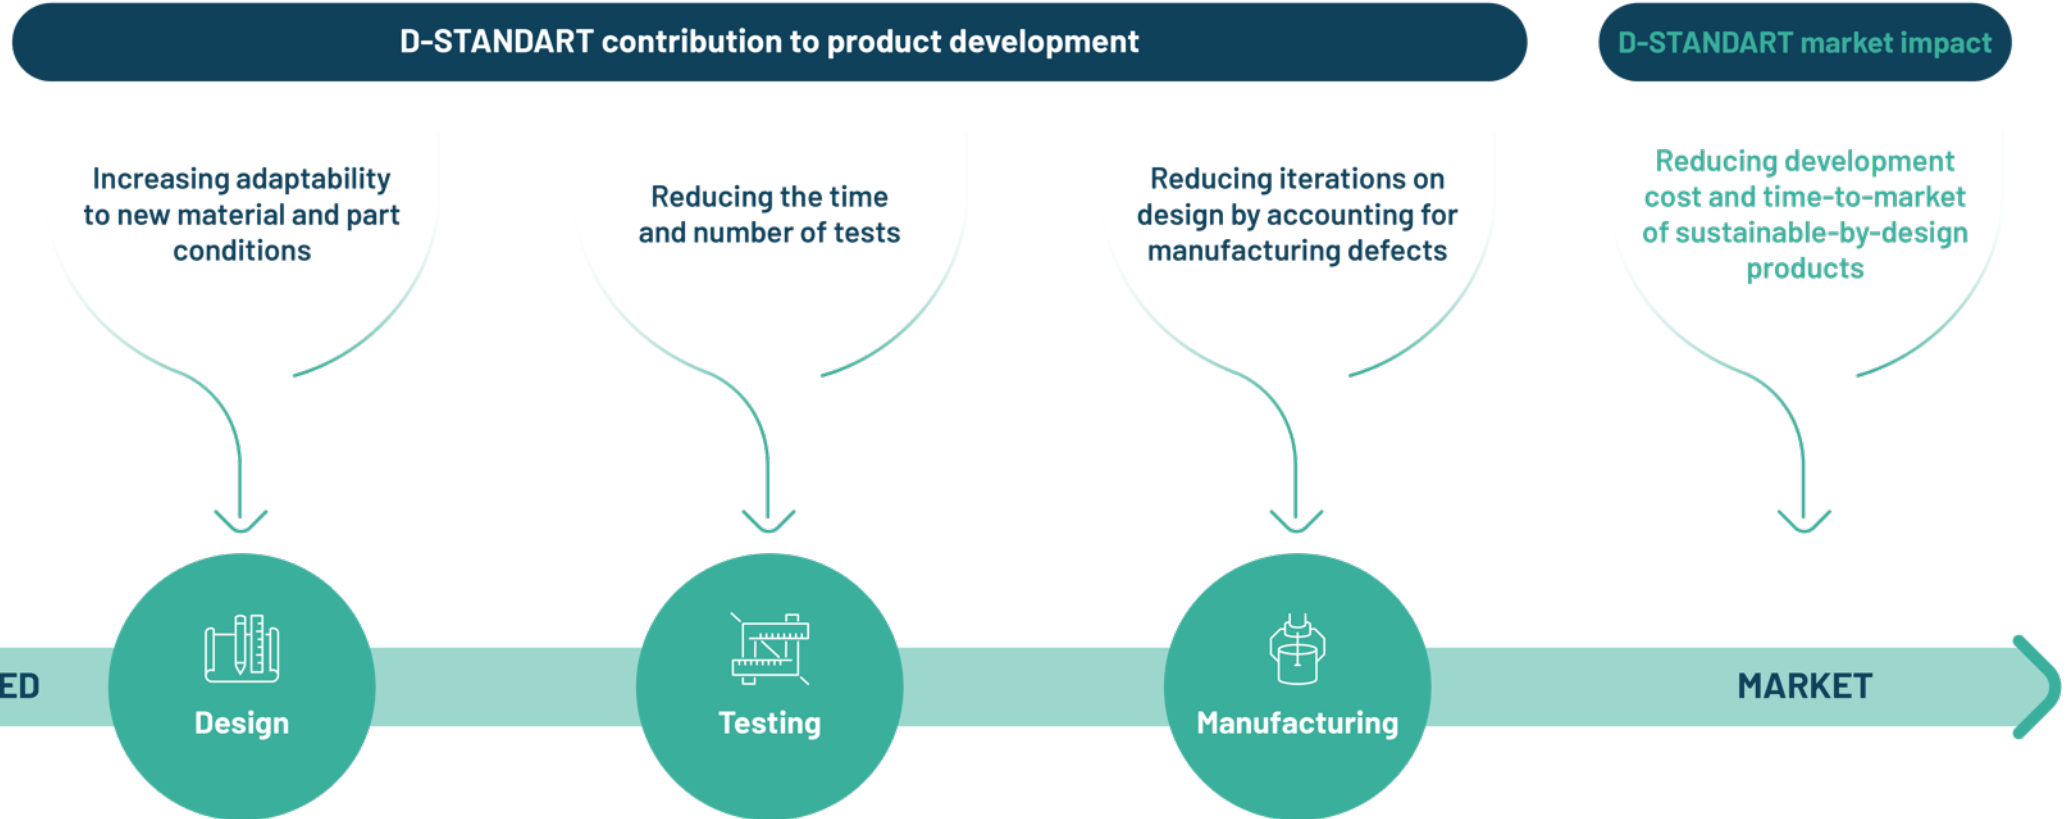 D-STANDART contribution to product development
D-STANDART market impact
Increasing adaptability
to new material and part
conditions
Reducing the time
and number of tests
Reducing iterations on
design by accounting for
manufacturing defects
Reducing development
cost and time-to-market
of sustainable-by-design
products
ED
Design
Testing
Manufacturing
MARKET